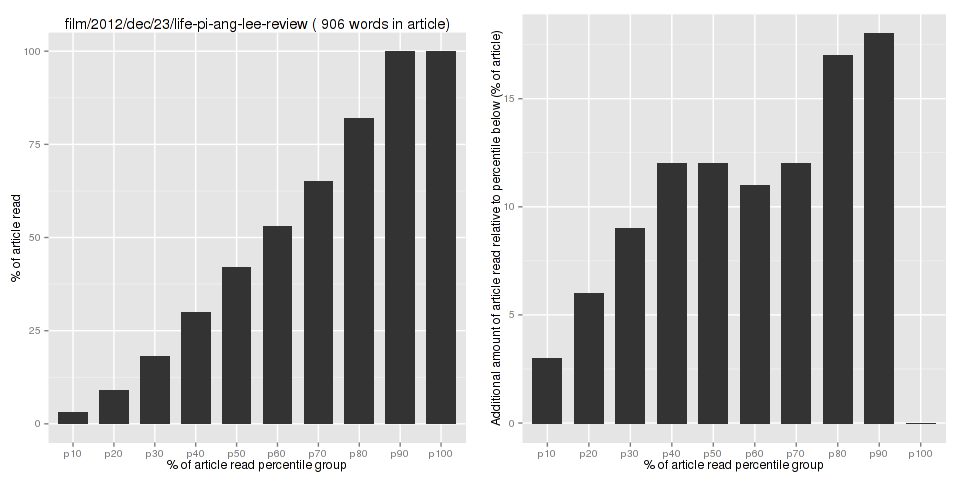 film/2012/dec/23/life-pi-ang-lee-review ( 906 words in article)
% of article read
100
75
50
25
0
p10 p20 p30 p40 p50 p60 p70 p80 p90 p100
% of article read percentile group
Additional amount of article read relative to percentile below (% of article)
15
10
5
0
p10 p20 p30 p40 p50 p60 p70 p80 p90 p100
% of article read percentile group